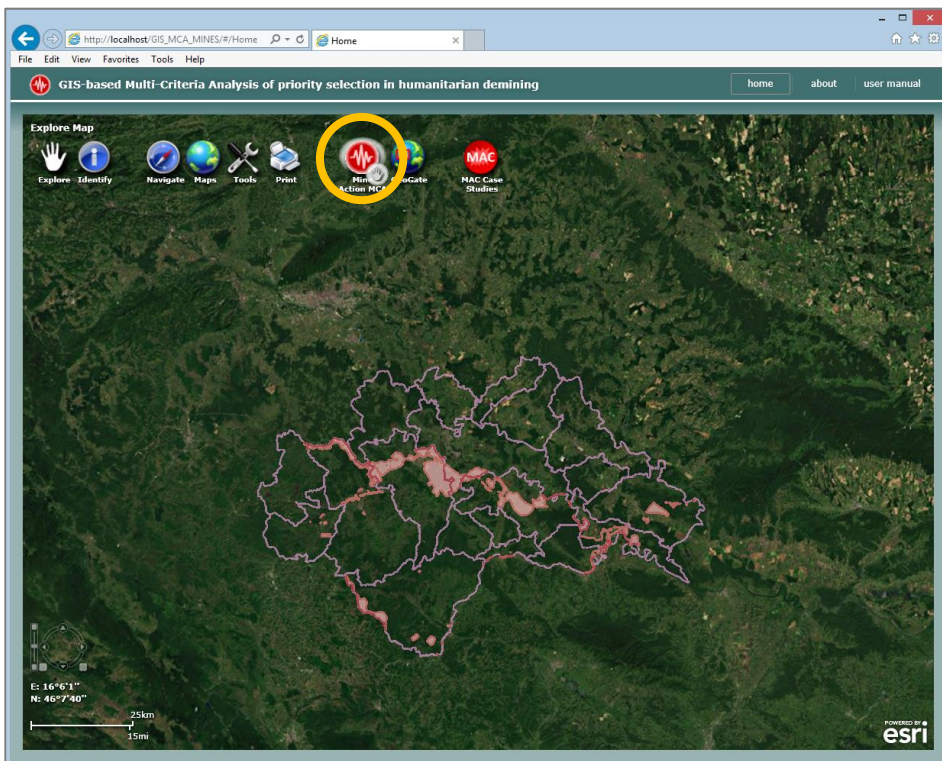 http://localhost/GIS_MCA_MINES/#/Home
Home
File Edit View Favorites Tools Help
GIS-based Multi-Criteria Analysis of priority selection in humanitarian demining
home about user manual
Explore Map
Explore Identify Navigate Maps Tools Print
MAC
MAC Case
Studies
Action MCA
E: 16°6'1"
N: 46°7'40"
25km
15mi
POWERED BY
esri